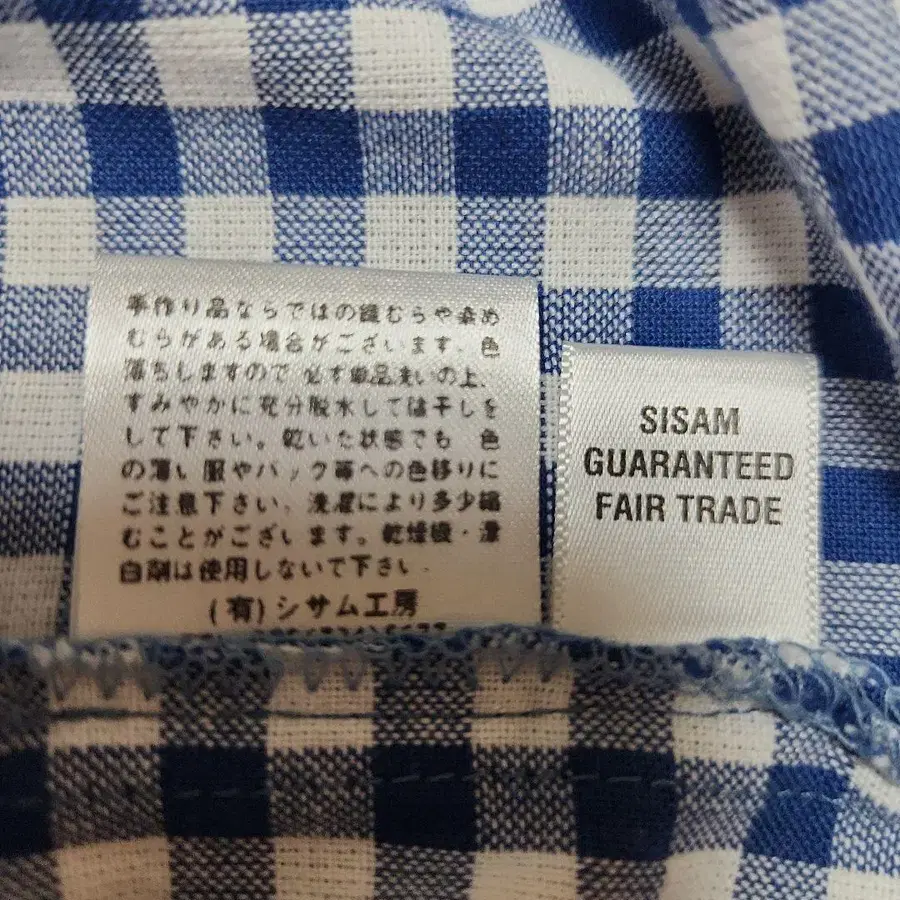 手作り品ならではの織むらや染め
むらがある場合がございます。色
落ちしますので 必ず単品洗いの上、
すみやかに充分脱水しては干しを
して下さい。乾いた状態でも 色
の薄い服やバック等への色移りに
ご注意下さい。洗濯により多少縮
むことがございます。乾燥機・漂
白剤は使用しないで下さい.
(有)シサム工房
SISAM
GUARANTEED
FAIR TRADE